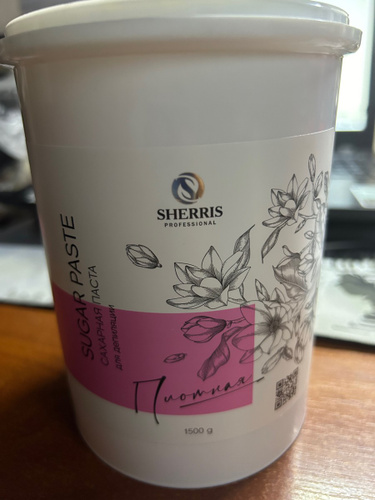 SHERRIS
PROFESSIONAL
SUGAR PASTE
САХАРНАЯ ПАСТА
для депиляции
Плотная
1500 g